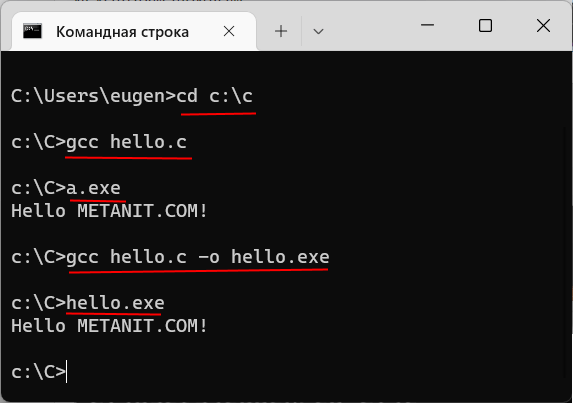 Командная строка
C:\Users\eugen>cd c:\c
c:\C>gcc hello.c
c:\C>a.exe
Hello METANIT.COM!
c:\C>gcc hello.c -o hello.exe
c:\C>hello.exe
Hello METANIT.COM!
c:\C>